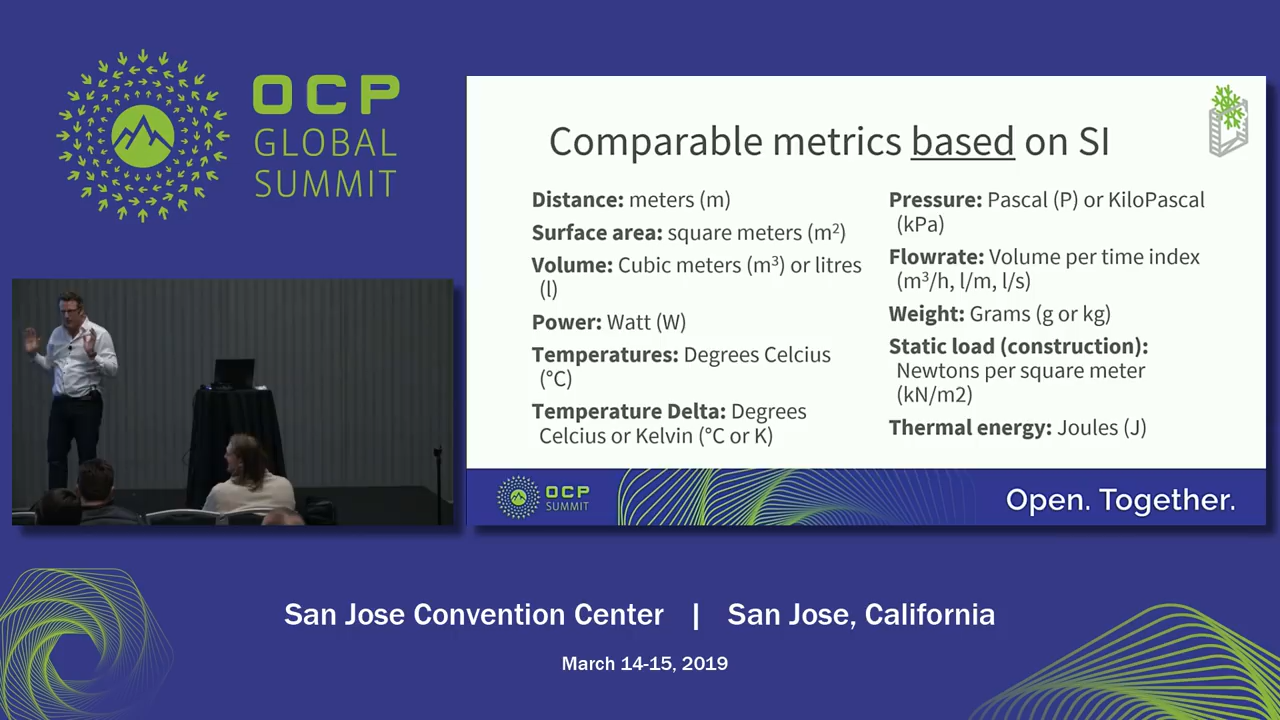 OCP
GLOBAL
SUMMIT
Comparable metrics based on SI
Distance: meters (m)
Surface area: square meters (m²)
Volume: Cubic meters (m³) or litres
(l)
Power: Watt (W)
Temperatures: Degrees Celcius
(°C)
Temperature Delta: Degrees
Celcius or Kelvin (°C or K)
Pressure: Pascal (P) or KiloPascal
(kPa)
Flowrate: Volume per time index
(m³/h, l/m, l/s)
Weight: Grams (g or kg)
Static load (construction):
Newtons per square meter
(kN/m2)
Thermal energy: Joules (J)
OCP
SUMMIT
Open. Together.
San Jose Convention Center | San Jose, California
March 14-15, 2019